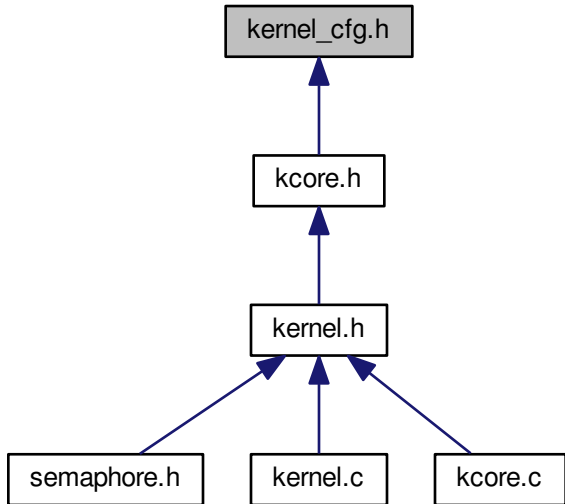 kernel_cfg.h
kcore.h
kernel.h
semaphore.h
kernel.c
kcore.c